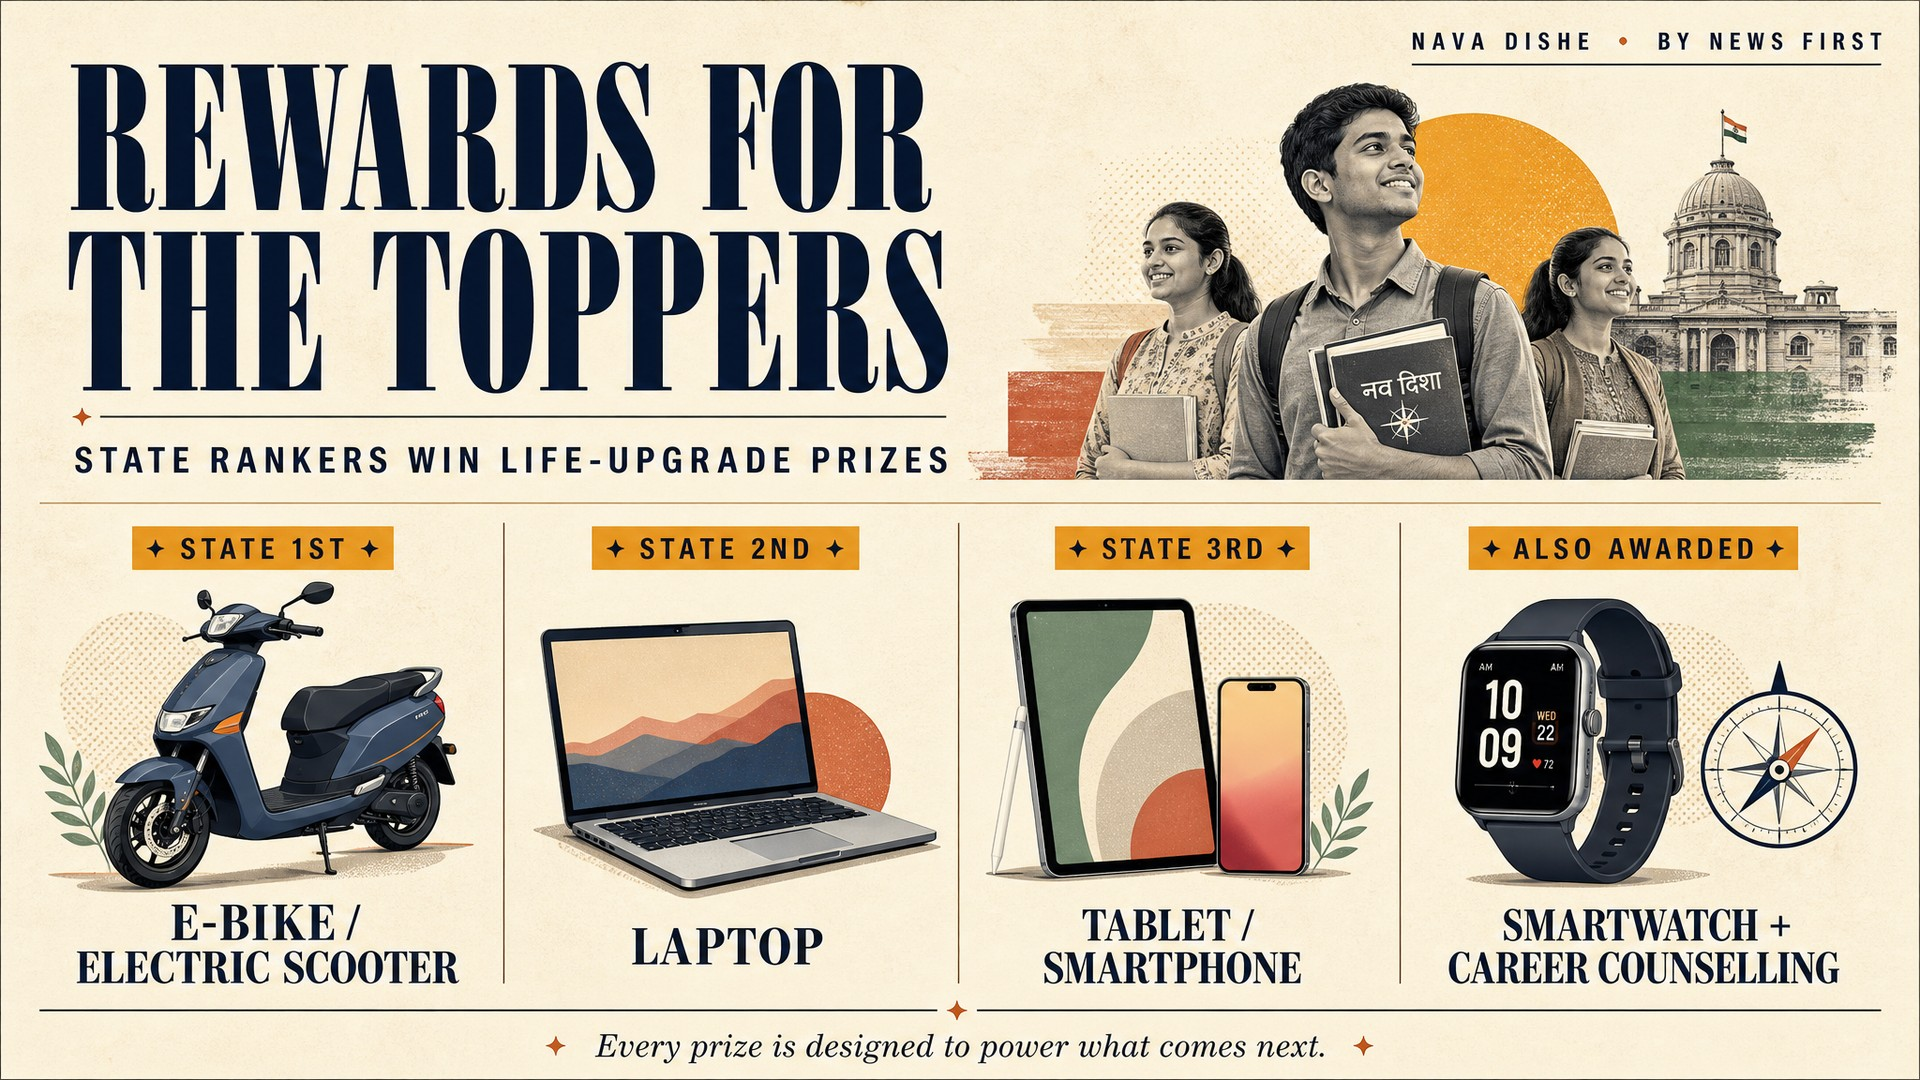 NAVA DISHE • BY NEWS FIRST
REWARDS FOR
THE TOPPERS
STATE RANKERS WIN LIFE-UPGRADE PRIZES
नव दिशा
STATE 1ST
STATE 2ND
STATE 3RD
ALSO AWARDED
AM AM
10
09
WED
22
72
E-BIKE /
ELECTRIC SCOOTER
LAPTOP
TABLET /
SMARTPHONE
SMARTWATCH +
CAREER COUNSELLING
Every prize is designed to power what comes next.